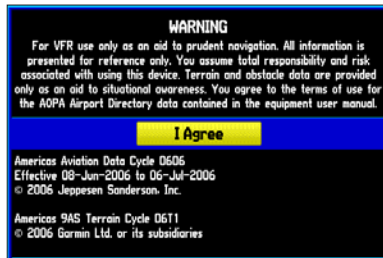 WARNING
For VFR use only as an aid to prudent navigation. All information is
presented for reference only. You assume total responsibility and risk
associated with using this device. Terrain and obstacle data are provided
only as an aid to situational awareness. You agree to the terms of use for
the AOPA Airport Directory data contained in the equipment user manual.
I Agree
Americas Aviation Data Cycle 0606
Effective 08-Jun-2006 to 06-Jul-2006
© 2006 Jeppesen Sanderson, Inc.
Americas 9AS Terrain Cycle 06T1
© 2006 Garmin Ltd. or its subsidiaries